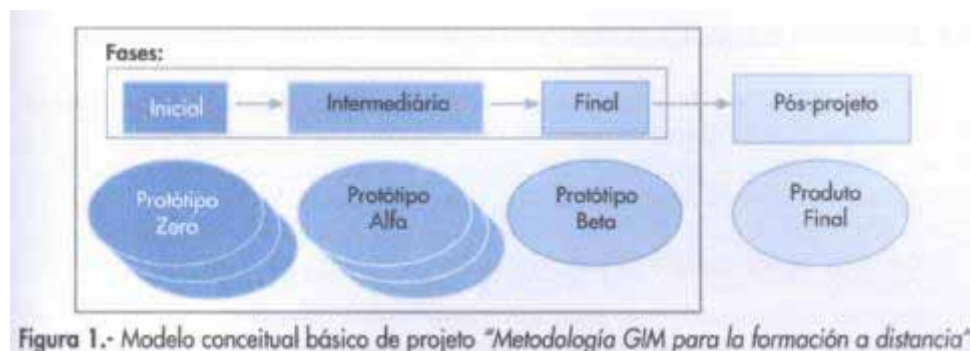 Fases:
Inicial
Intermediária
Final
Pós-projeto
Protótipo
Zero
Protótipo
Alfa
Protótipo
Beta
Produto
Final
Figura 1.- Modelo conceitual básico de projeto “Metodología GIM para la formación a distancia”